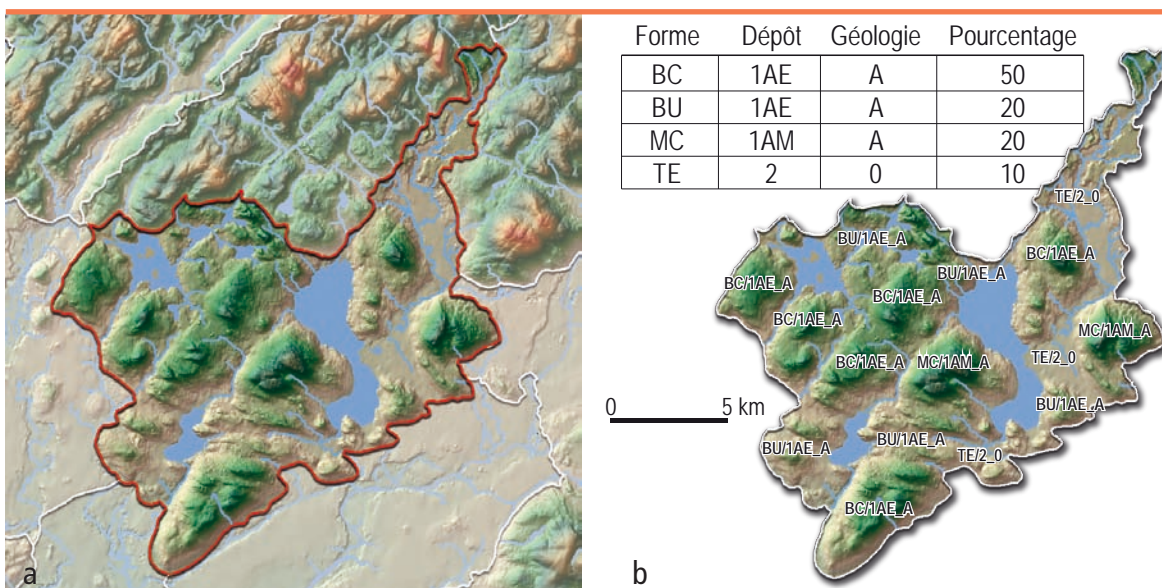 Forme Dépôt Géologie Pourcentage
BC 1AE A 50
BU 1AE A 20
MC 1AM A 20
TE 2 0 10
TE/2_0
BU/1AE_A
BC/1AE_A
BU/1AE_A
BC/1AE_A
BC/1AE_A
BC/1AE_A
MC/1AM_A
BC/1AE_A
MC/1AM_A
TE/2_0
0 5 km
BU/1AE_A
BU/1AE_A
BU/1AE_A
TE/2_0
BC/1AE_A
a
b